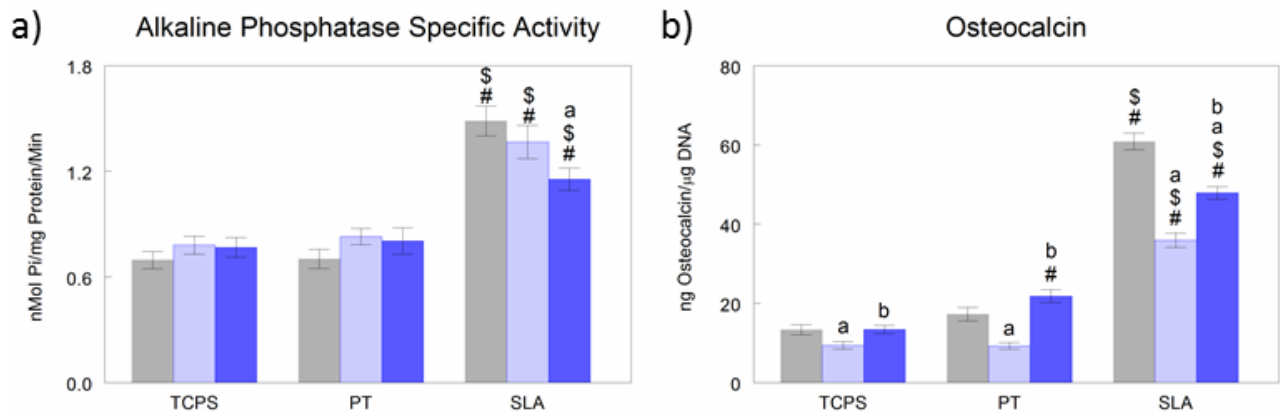 a) Alkaline Phosphatase Specific Activity
nMol Pi/mg Protein/Min
1.8
1.2
0.6
0.0
$
#
$
#
a
$
#
TCPS PT SLA
b) Osteocalcin
ng Osteocalcin/μg DNA
80
60
40
20
0
a
b
a
b
#
$
#
a
$
#
b
a
$
#
TCPS PT SLA